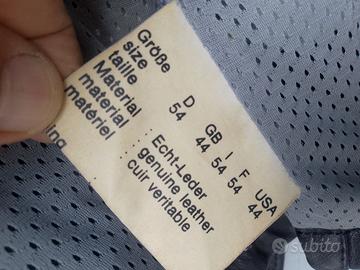 Größe
size
taille
D GB I F USA
54 44 54 54 44
Material : Echt-Leder
Material : genuine leather
matériel : cuir veritable
ing
subito